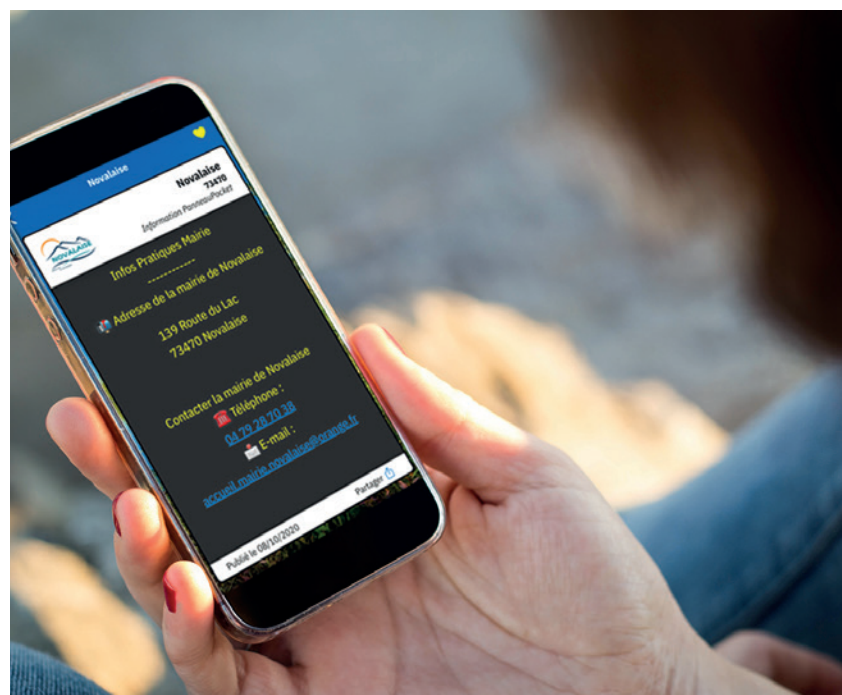 Novalaise
Novalaise
73470
Information PanneauPocket
NOVALAISE
Infos Pratiques Mairie
-----------
Adresse de la mairie de Novalaise
139 Route du Lac
73470 Novalaise
Contacter la mairie de Novalaise
Téléphone :
04 79 28 70 38
E-mail :
accueil.mairie.novalaise@orange.fr
Publié le 08/10/2020
Partager